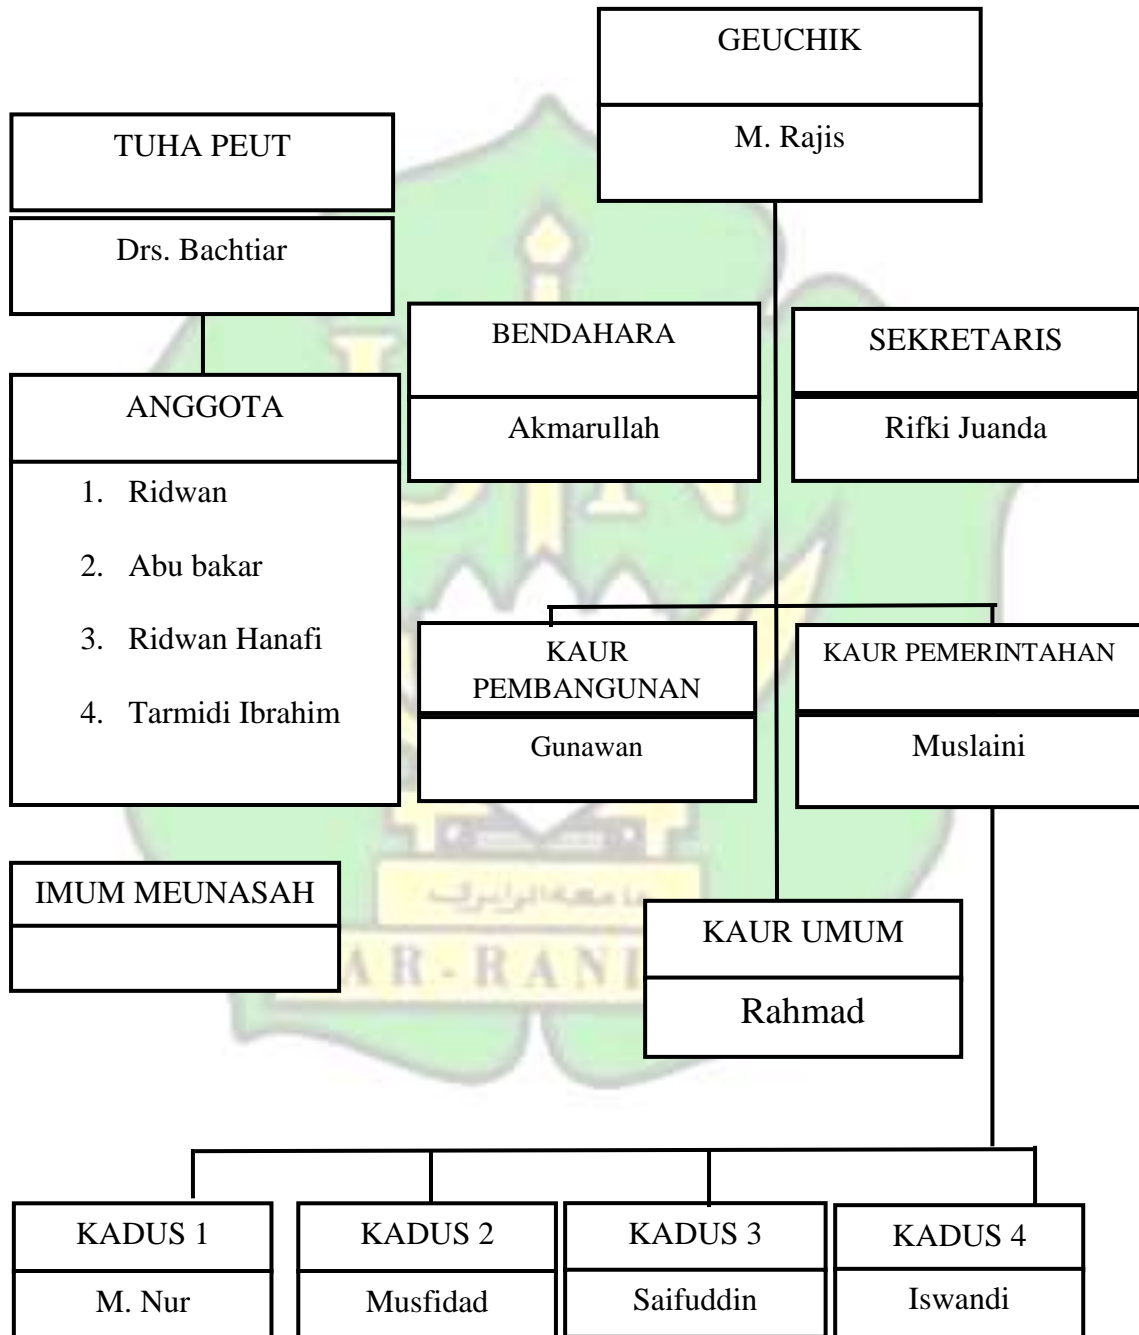 GEUCHIK
M. Rajis
TUHA PEUT
Drs. Bachtiar
BENDAHARA
Akmarullah
SEKRETARIS
Rifki Juanda
ANGGOTA
1. Ridwan
2. Abu bakar
3. Ridwan Hanafi
4. Tarmidi Ibrahim
KAUR
PEMBANGUNAN
Gunawan
KAUR PEMERINTAHAN
Muslaini
IMUM MEUNASAH
KAUR UMUM
Rahmad
AR-RANI
KADUS 1
M. Nur
KADUS 2
Musfidad
KADUS 3
Saifuddin
KADUS 4
Iswandi